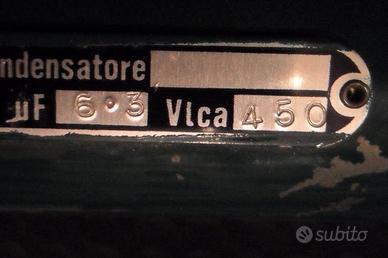 ndensatore
µF 6.3 Vlca 450
subito